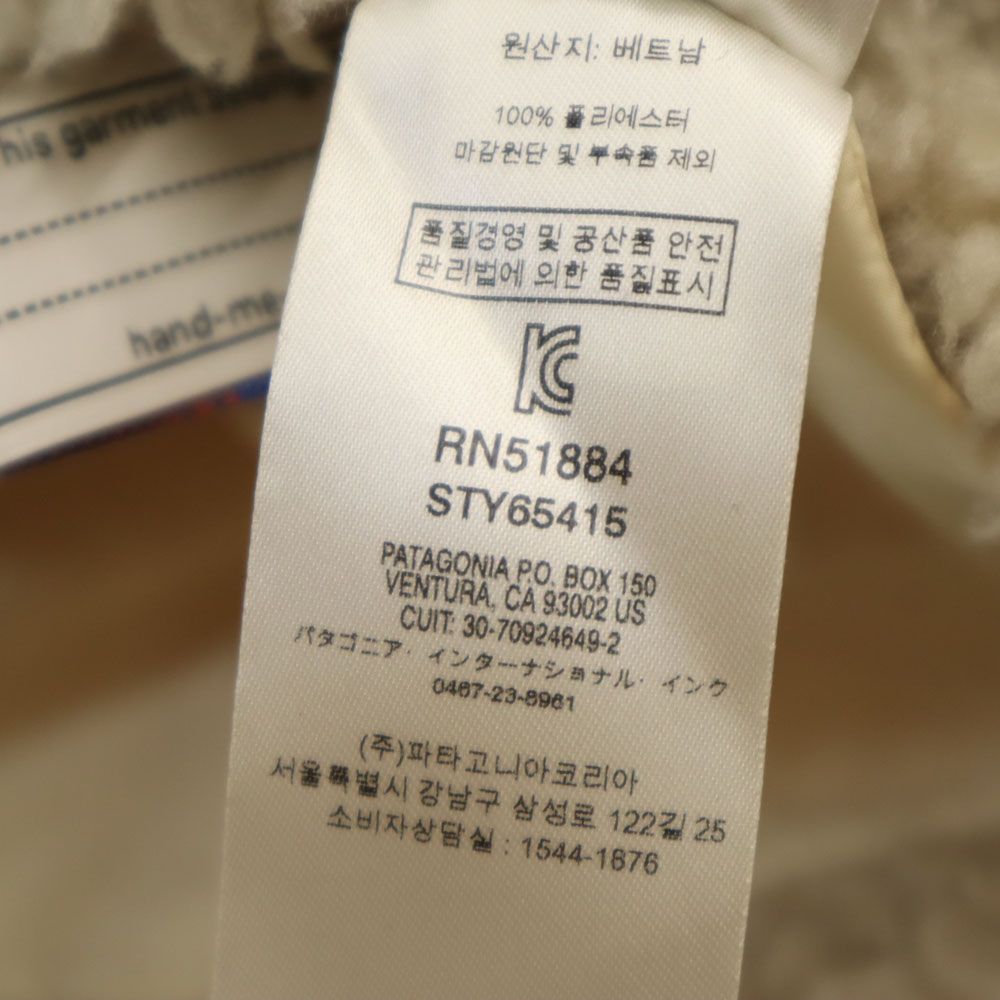 원산지: 베트남
100% 폴리에스터
마감원단 및 부속품 제외
품질경영 및 공산품 안전
관리법에 의한 품질표시
KC
RN51884
STY65415
PATAGONIA P.O. BOX 150
VENTURA, CA 93002 US
CUIT: 30-70924649-2
パタゴニア・インターナショナル・インク
0467-23-8961
(주)파타고니아코리아
서울특별시 강남구 삼성로 122길 25
소비자상담실 : 1544-1876
his garment
hand-me